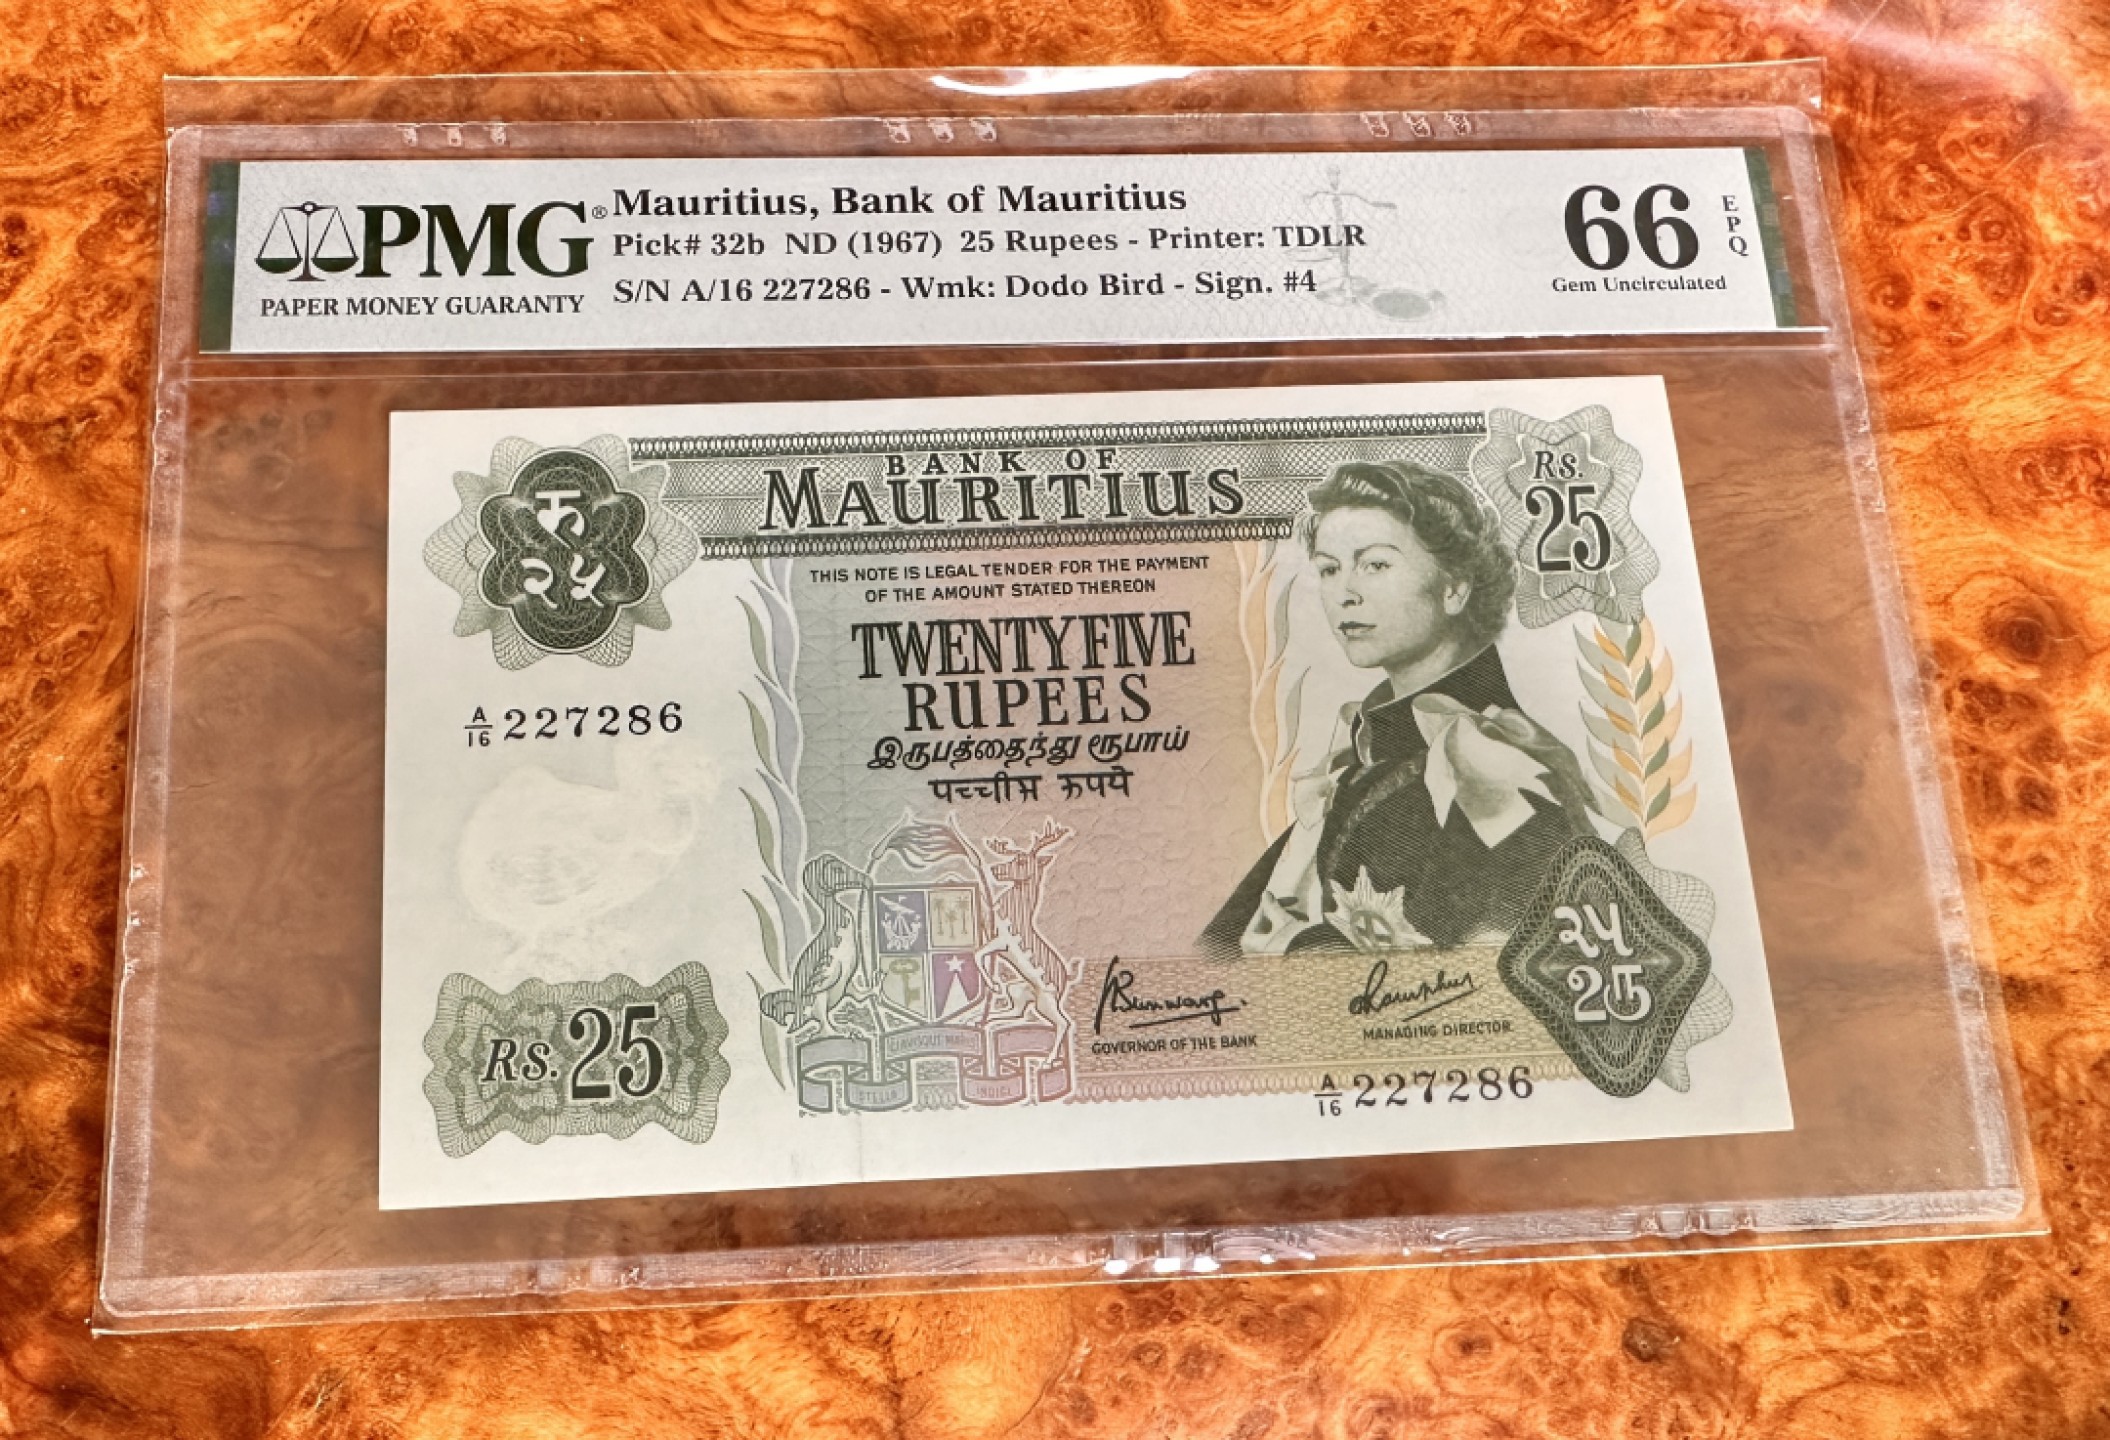 PMG®
PAPER MONEY GUARANTY
Mauritius, Bank of Mauritius
Pick# 32b ND (1967) 25 Rupees - Printer: TDLR
S/N A/16 227286 - Wmk: Dodo Bird - Sign. #4
66
EPQ
Gem Uncirculated
रु
२५
BANK OF
MAURITIUS
Rs.
25
THIS NOTE IS LEGAL TENDER FOR THE PAYMENT
OF THE AMOUNT STATED THEREON
TWENTY FIVE
RUPEES
இருபத்தைந்து ரூபாய்
पच्चीस रुपये
A/16 227286
STELLA
INDICI
GOVERNOR OF THE BANK
MANAGING DIRECTOR
Rs. 25
A/16 227286